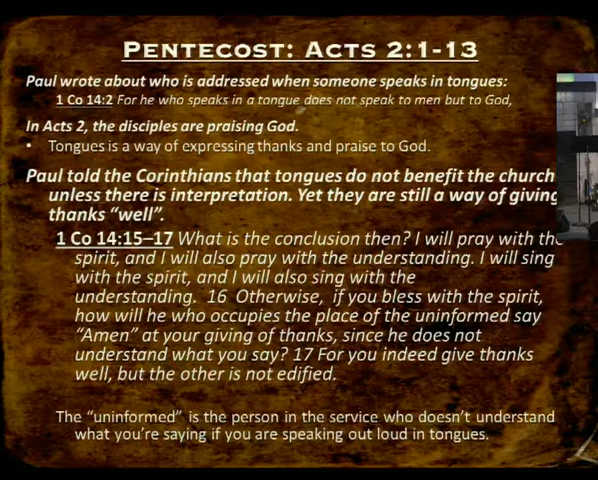 PENTECOST: ACTS 2:1-13
Paul wrote about who is addressed when someone speaks in tongues:
1 Co 14:2 For he who speaks in a tongue does not speak to men but to God,
In Acts 2, the disciples are praising God.
• Tongues is a way of expressing thanks and praise to God.
Paul told the Corinthians that tongues do not benefit the church
unless there is interpretation. Yet they are still a way of giving
thanks “well”.
1 Co 14:15–17 What is the conclusion then? I will pray with the
spirit, and I will also pray with the understanding. I will sing
with the spirit, and I will also sing with the
understanding. 16 Otherwise, if you bless with the spirit,
how will he who occupies the place of the uninformed say
“Amen” at your giving of thanks, since he does not
understand what you say? 17 For you indeed give thanks
well, but the other is not edified.
The “uninformed” is the person in the service who doesn’t understand
what you’re saying if you are speaking out loud in tongues.